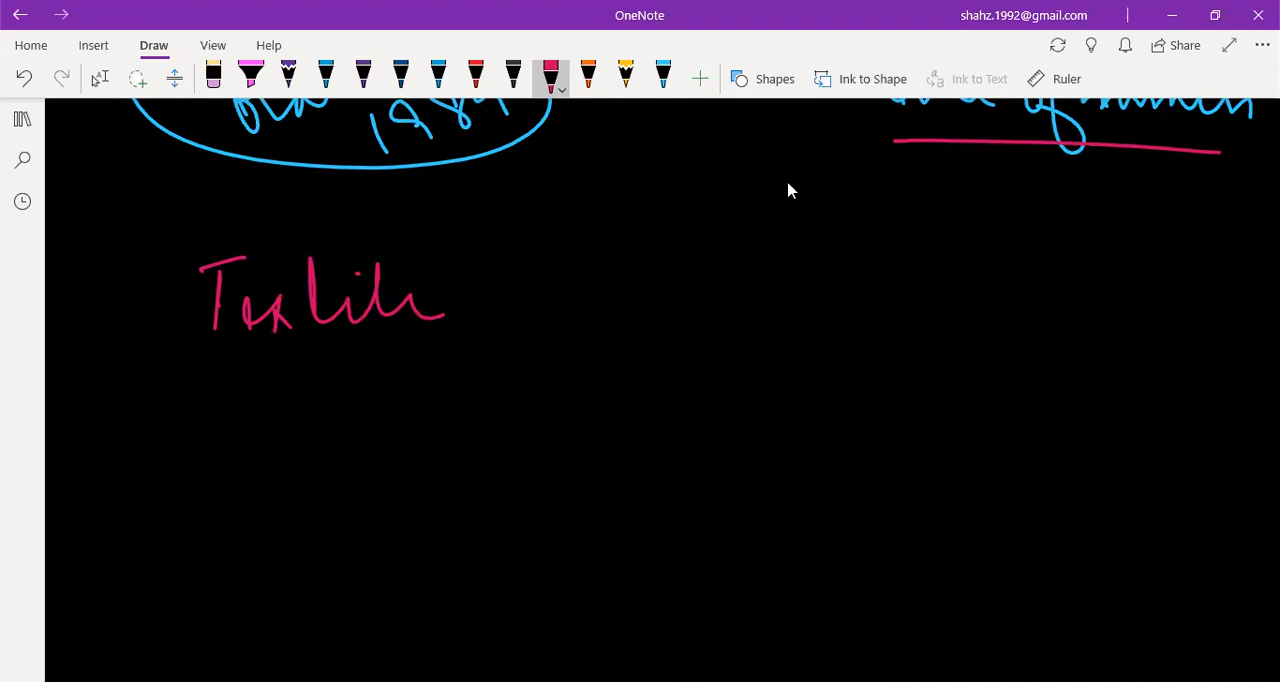 OneNote
shahz.1992@gmail.com
Home Insert Draw View Help
Share
Shapes Ink to Shape Ink to Text Ruler
Textile